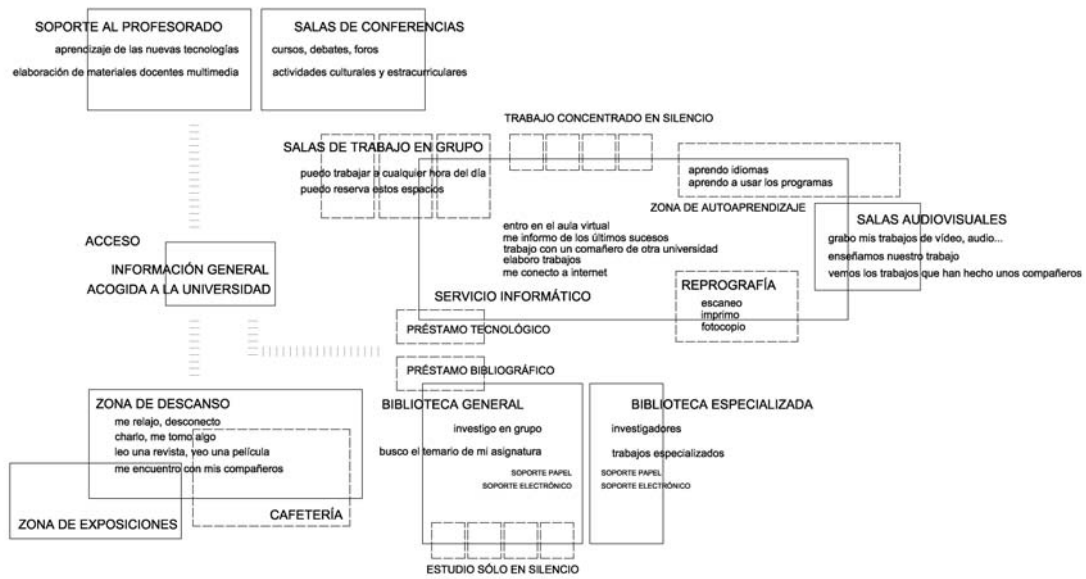 SOPORTE AL PROFESORADO
aprendizaje de las nuevas tecnologías
elaboración de materiales docentes multimedia
SALAS DE CONFERENCIAS
cursos, debates, foros
actividades culturales y estracurriculares
TRABAJO CONCENTRADO EN SILENCIO
SALAS DE TRABAJO EN GRUPO
puedo trabajar a cualquier hora del día
puedo reserva estos espacios
aprendo idiomas
aprendo a usar los programas
ZONA DE AUTOAPRENDIZAJE
SALAS AUDIOVISUALES
grabo mis trabajos de vídeo, audio...
enseñamos nuestro trabajo
vemos los trabajos que han hecho unos compañeros
entro en el aula virtual
me informo de los últimos sucesos
trabajo con un comañero de otra universidad
elaboro trabajos
me conecto a internet
ACCESO
INFORMACIÓN GENERAL
ACOGIDA A LA UNIVERSIDAD
SERVICIO INFORMÁTICO
REPROGRAFÍA
escaneo
imprimo
fotocopio
PRÉSTAMO TECNOLÓGICO
PRÉSTAMO BIBLIOGRÁFICO
ZONA DE DESCANSO
me relajo, desconecto
charlo, me tomo algo
leo una revista, veo una película
me encuentro con mis compañeros
CAFETERÍA
ZONA DE EXPOSICIONES
BIBLIOTECA GENERAL
investigo en grupo
busco el temario de mi asignatura
SOPORTE PAPEL
SOPORTE ELECTRÓNICO
BIBLIOTECA ESPECIALIZADA
investigadores
trabajos especializados
SOPORTE PAPEL
SOPORTE ELECTRÓNICO
ESTUDIO SÓLO EN SILENCIO